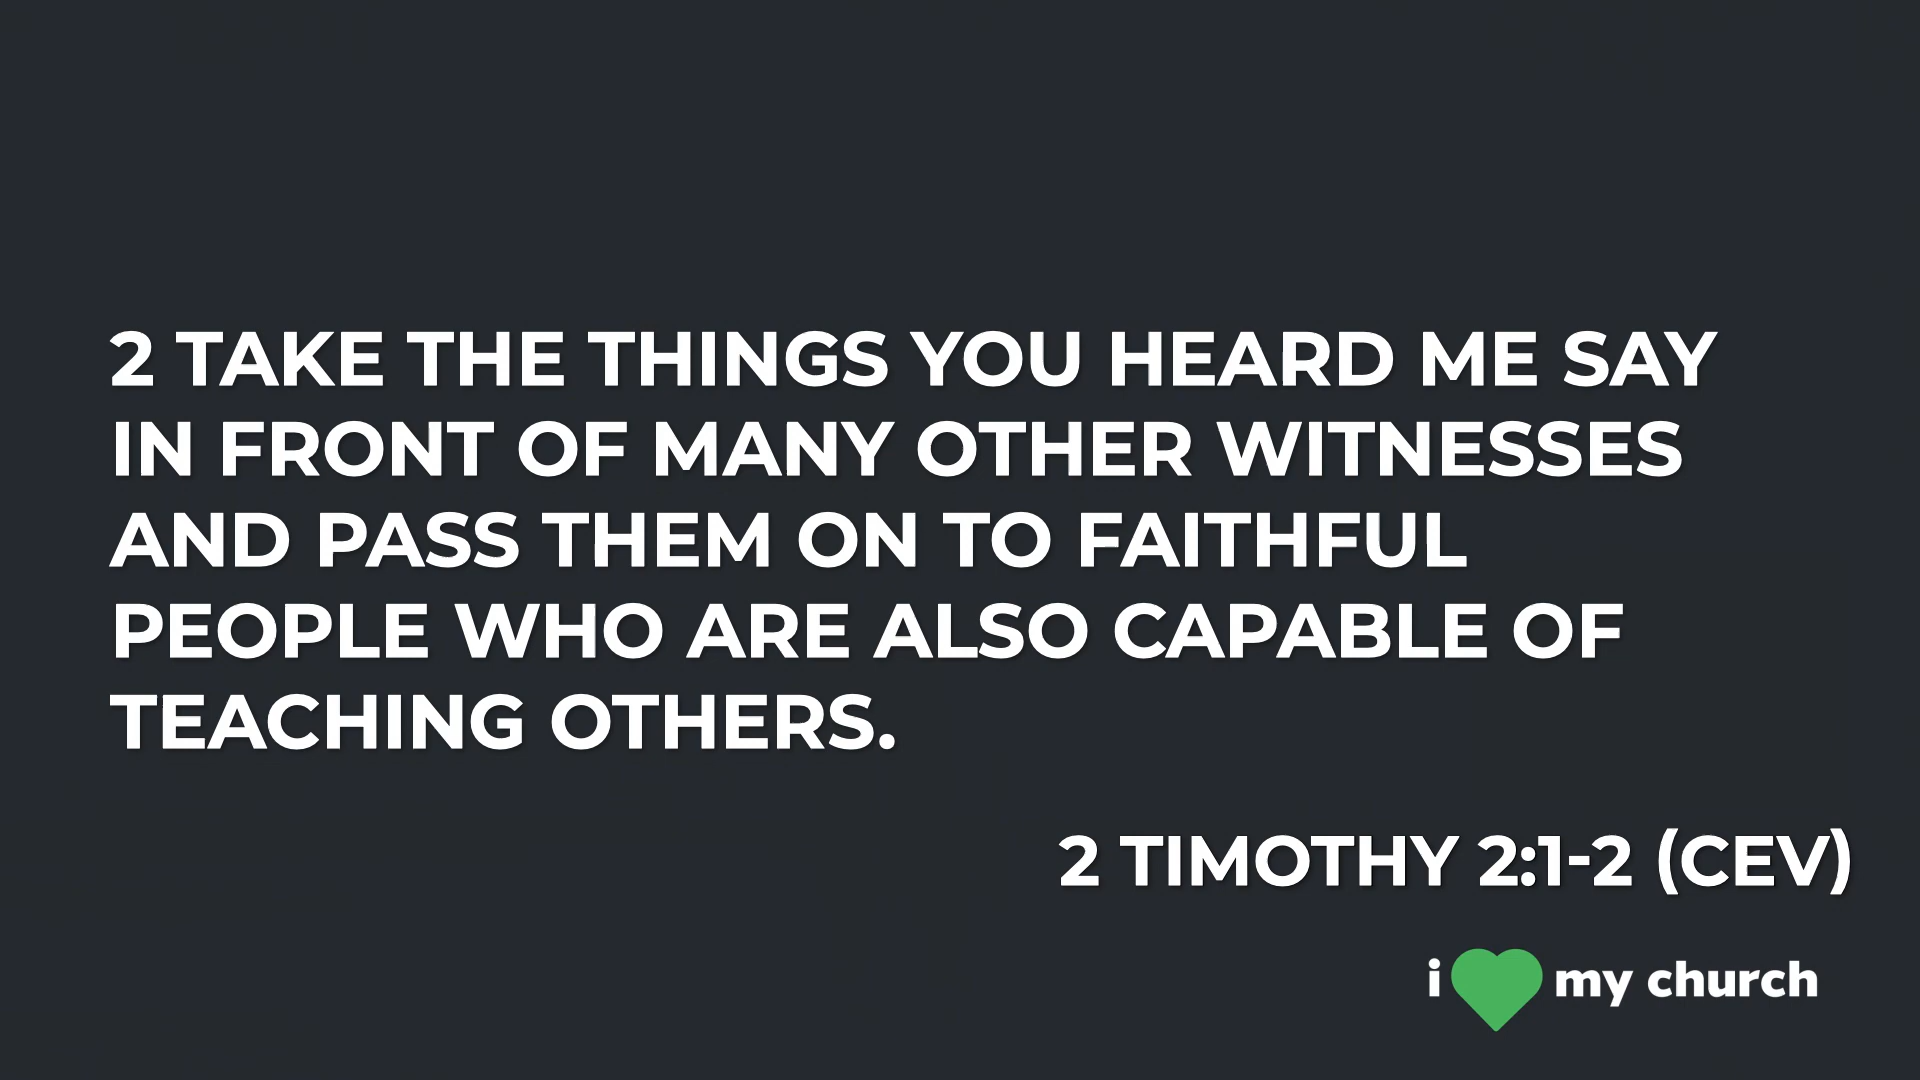 2 TAKE THE THINGS YOU HEARD ME SAY
IN FRONT OF MANY OTHER WITNESSES
AND PASS THEM ON TO FAITHFUL
PEOPLE WHO ARE ALSO CAPABLE OF
TEACHING OTHERS.
2 TIMOTHY 2:1-2 (CEV)
i my church